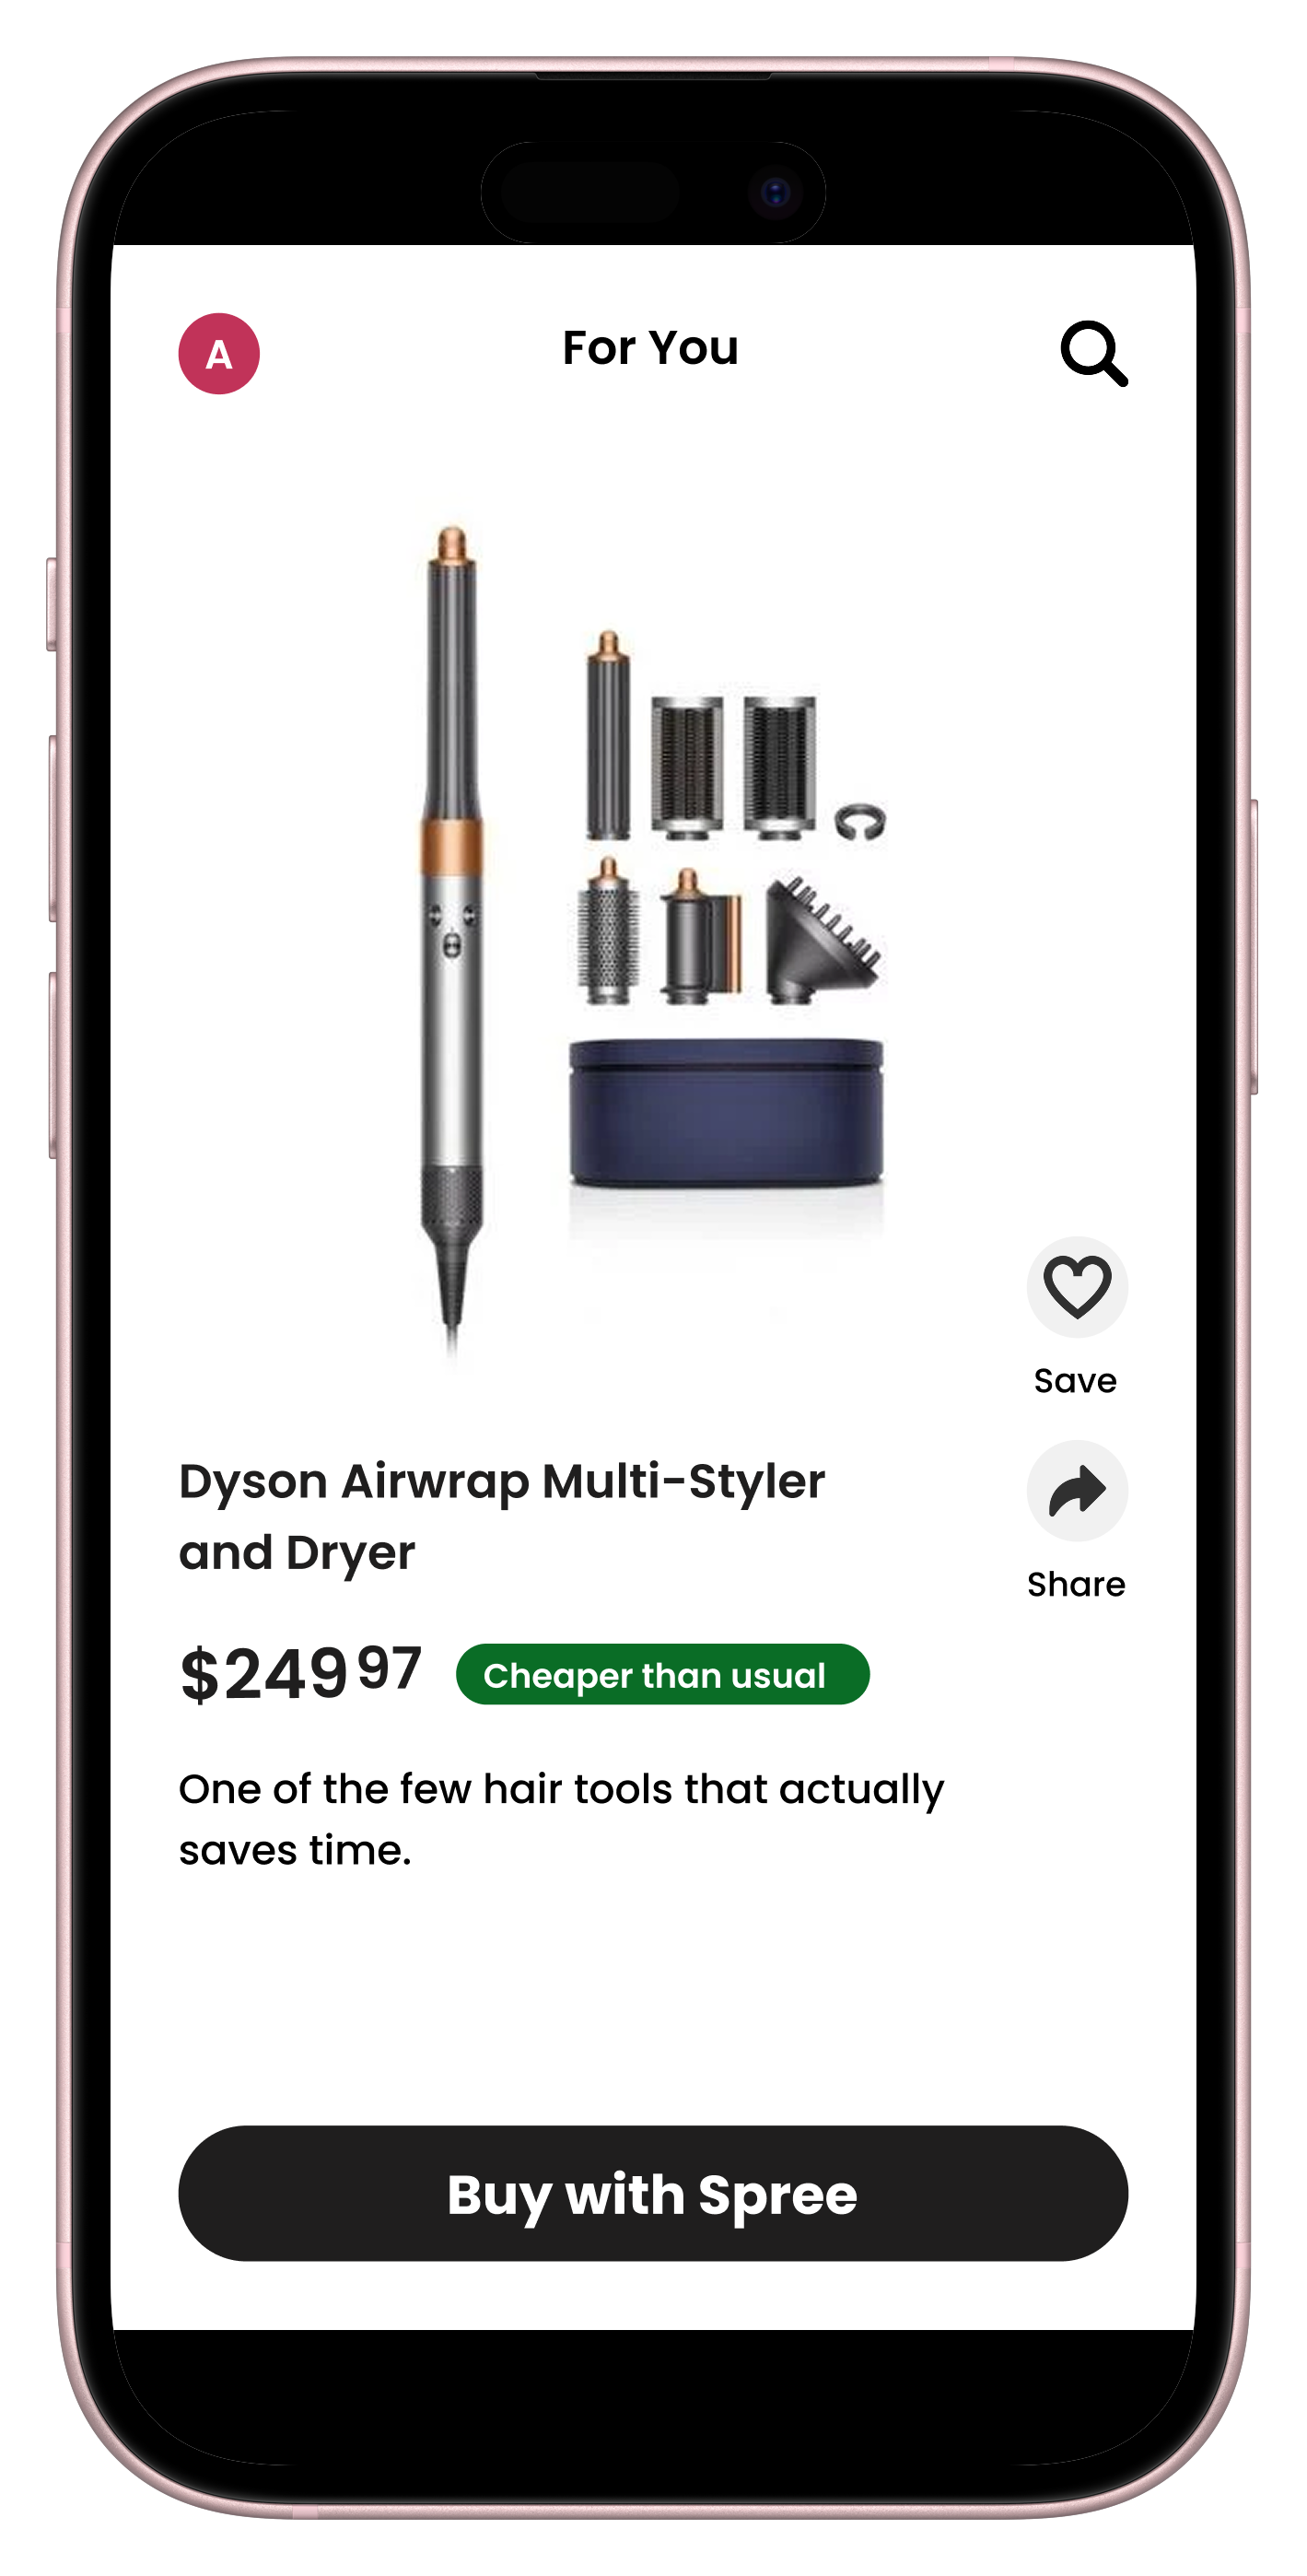 A
For You
Save
Dyson Airwrap Multi-Styler
and Dryer
Share
$249 97
Cheaper than usual
One of the few hair tools that actually
saves time.
Buy with Spree